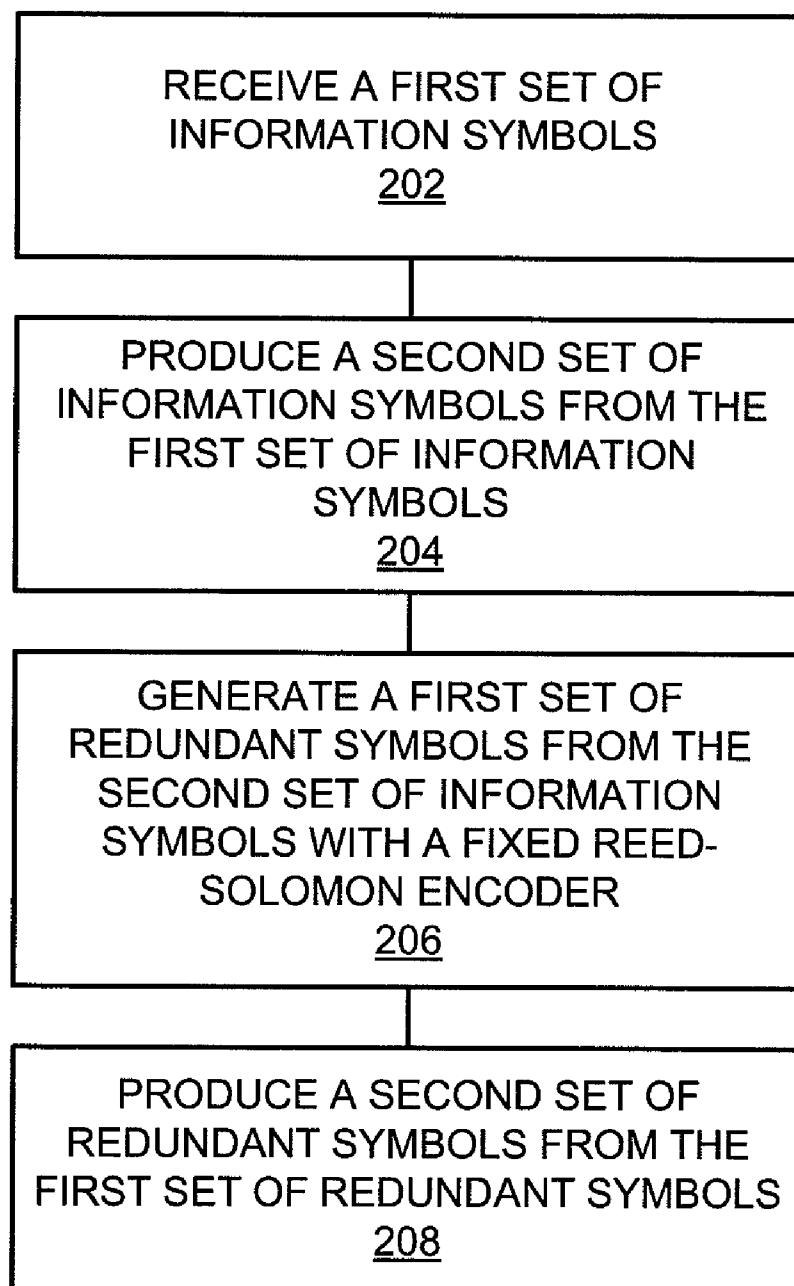 RECEIVE A FIRST SET OF
INFORMATION SYMBOLS
202
PRODUCE A SECOND SET OF
INFORMATION SYMBOLS FROM THE
FIRST SET OF INFORMATION
SYMBOLS
204
GENERATE A FIRST SET OF
REDUNDANT SYMBOLS FROM THE
SECOND SET OF INFORMATION
SYMBOLS WITH A FIXED REED-
SOLOMON ENCODER
206
PRODUCE A SECOND SET OF
REDUNDANT SYMBOLS FROM THE
FIRST SET OF REDUNDANT SYMBOLS
208